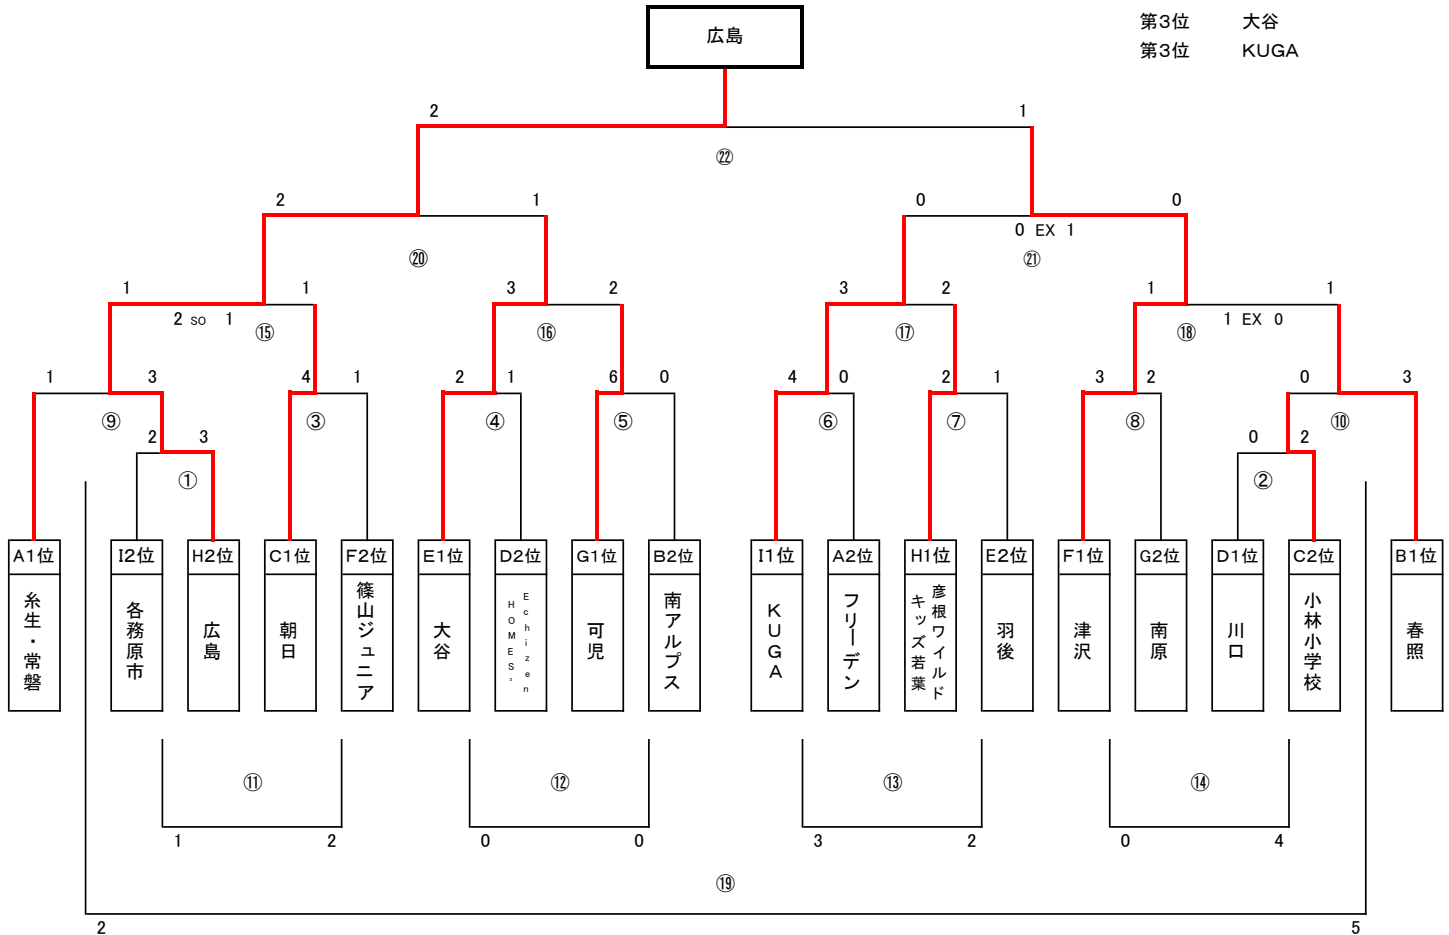 広島
第3位 大谷
第3位 KUGA
2 1
㉒
2 1 0 0
0 EX 1
⑳ ㉑
1 1 3 2 3 2 1 1
2 SO 1 1 EX 0
⑮ ⑯ ⑰ ⑱
1 3 4 1 2 1 6 0 4 0 2 1 3 2 0 3
⑨ ③ ④ ⑤ ⑥ ⑦ ⑧ ⑩
2 3 0 2
① ②
A1位 I2位 H2位 C1位 F2位 E1位 D2位 G1位 B2位 I1位 A2位 H1位 E2位 F1位 G2位 D1位 C2位 B1位
糸生・常磐
各務原市
広島
朝日
篠山ジュニア
大谷
Echizen
HOMES’
可児
南アルプス
KUGA
フリーデン
彦根ワイルド
キッズ若葉
羽後
津沢
南原
川口
小林小学校
春照
⑪ ⑫ ⑬ ⑭
1 2 0 0 3 2 0 4
⑲
2 5